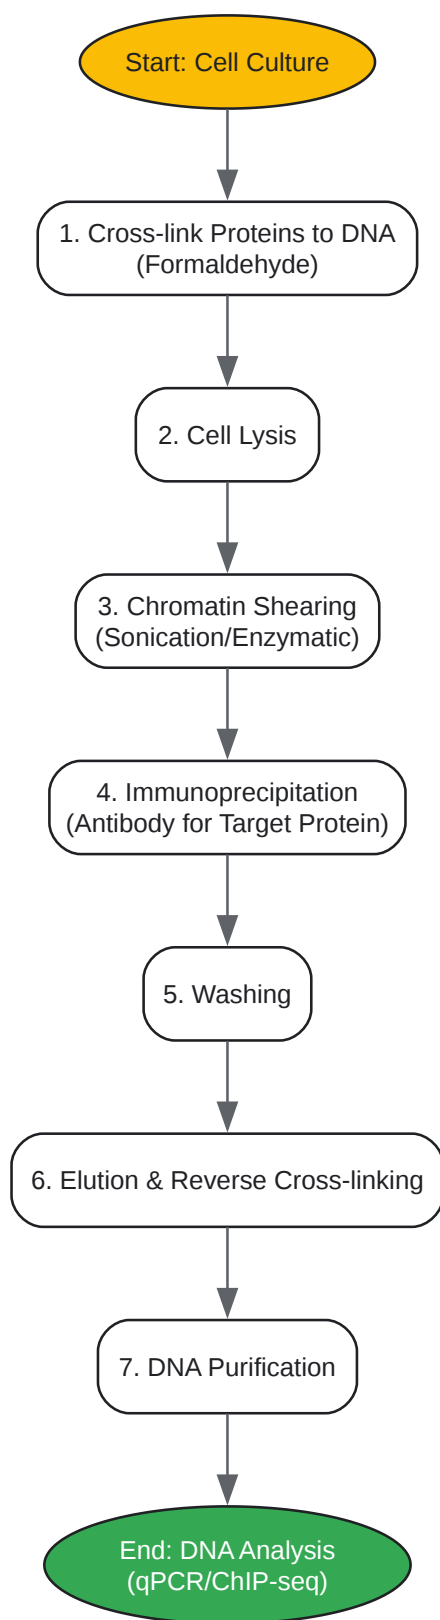 Start: Cell Culture
1. Cross-link Proteins to DNA
(Formaldehyde)
2. Cell Lysis
3. Chromatin Shearing
(Sonication/Enzymatic)
4. Immunoprecipitation
(Antibody for Target Protein)
5. Washing
6. Elution & Reverse Cross-linking
7. DNA Purification
End: DNA Analysis
(qPCR/ChIP-seq)